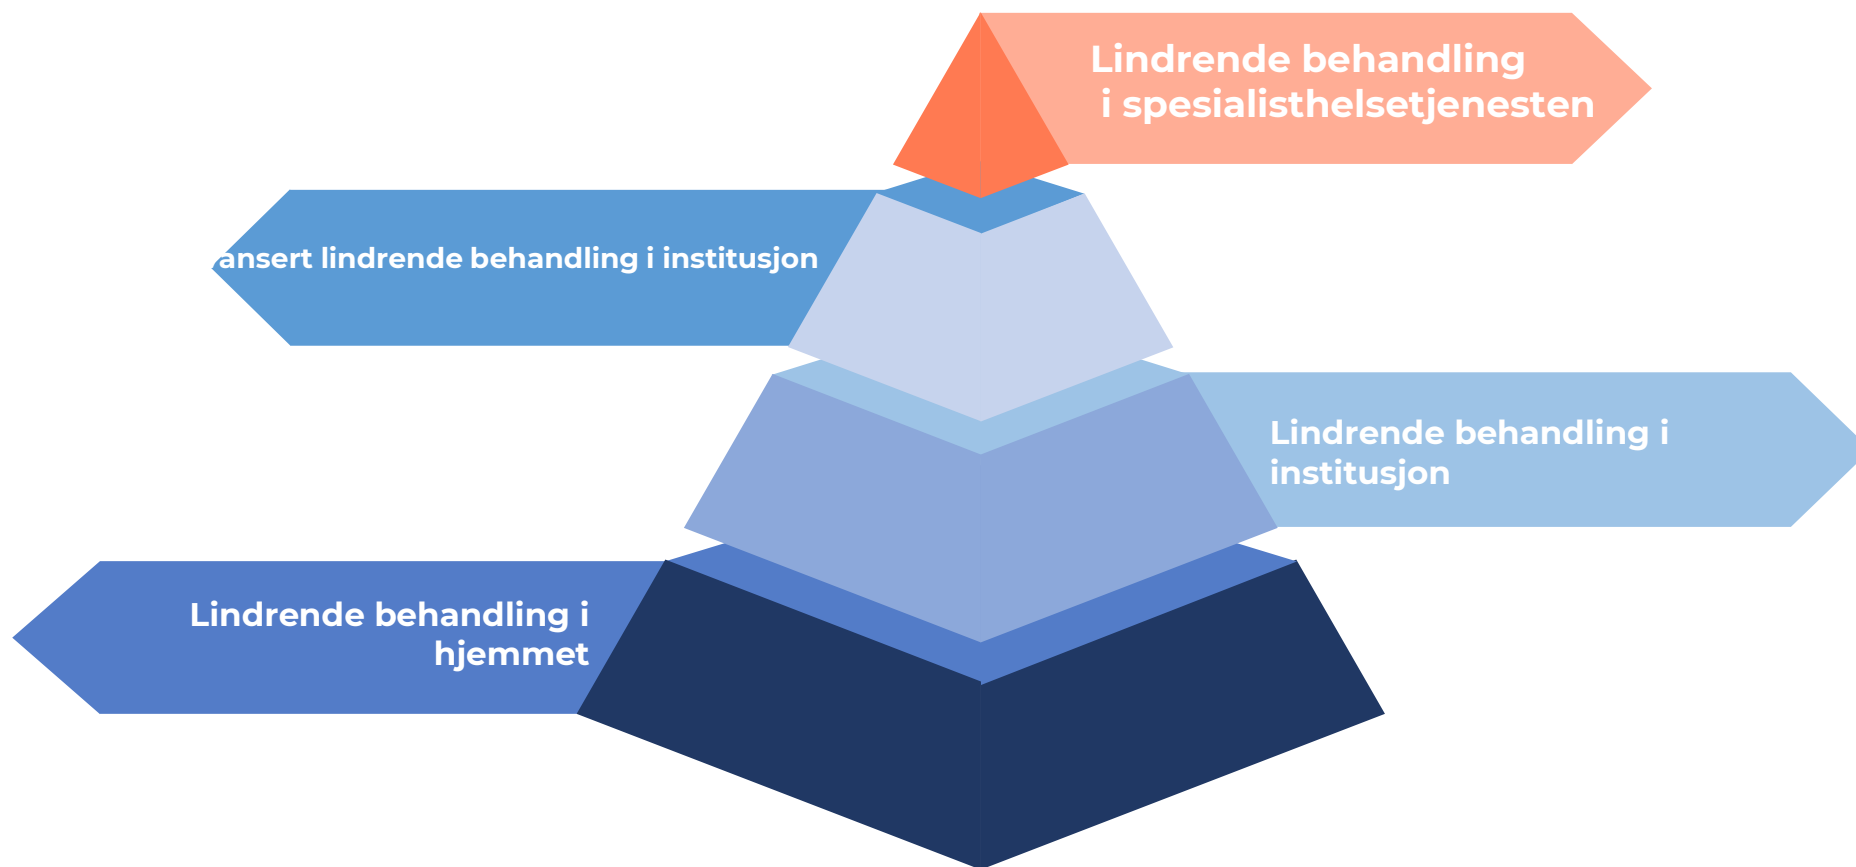 Lindrende behandling
i spesialisthelsetjenesten
ansert lindrende behandling i institusjon
Lindrende behandling i
institusjon
Lindrende behandling i
hjemmet